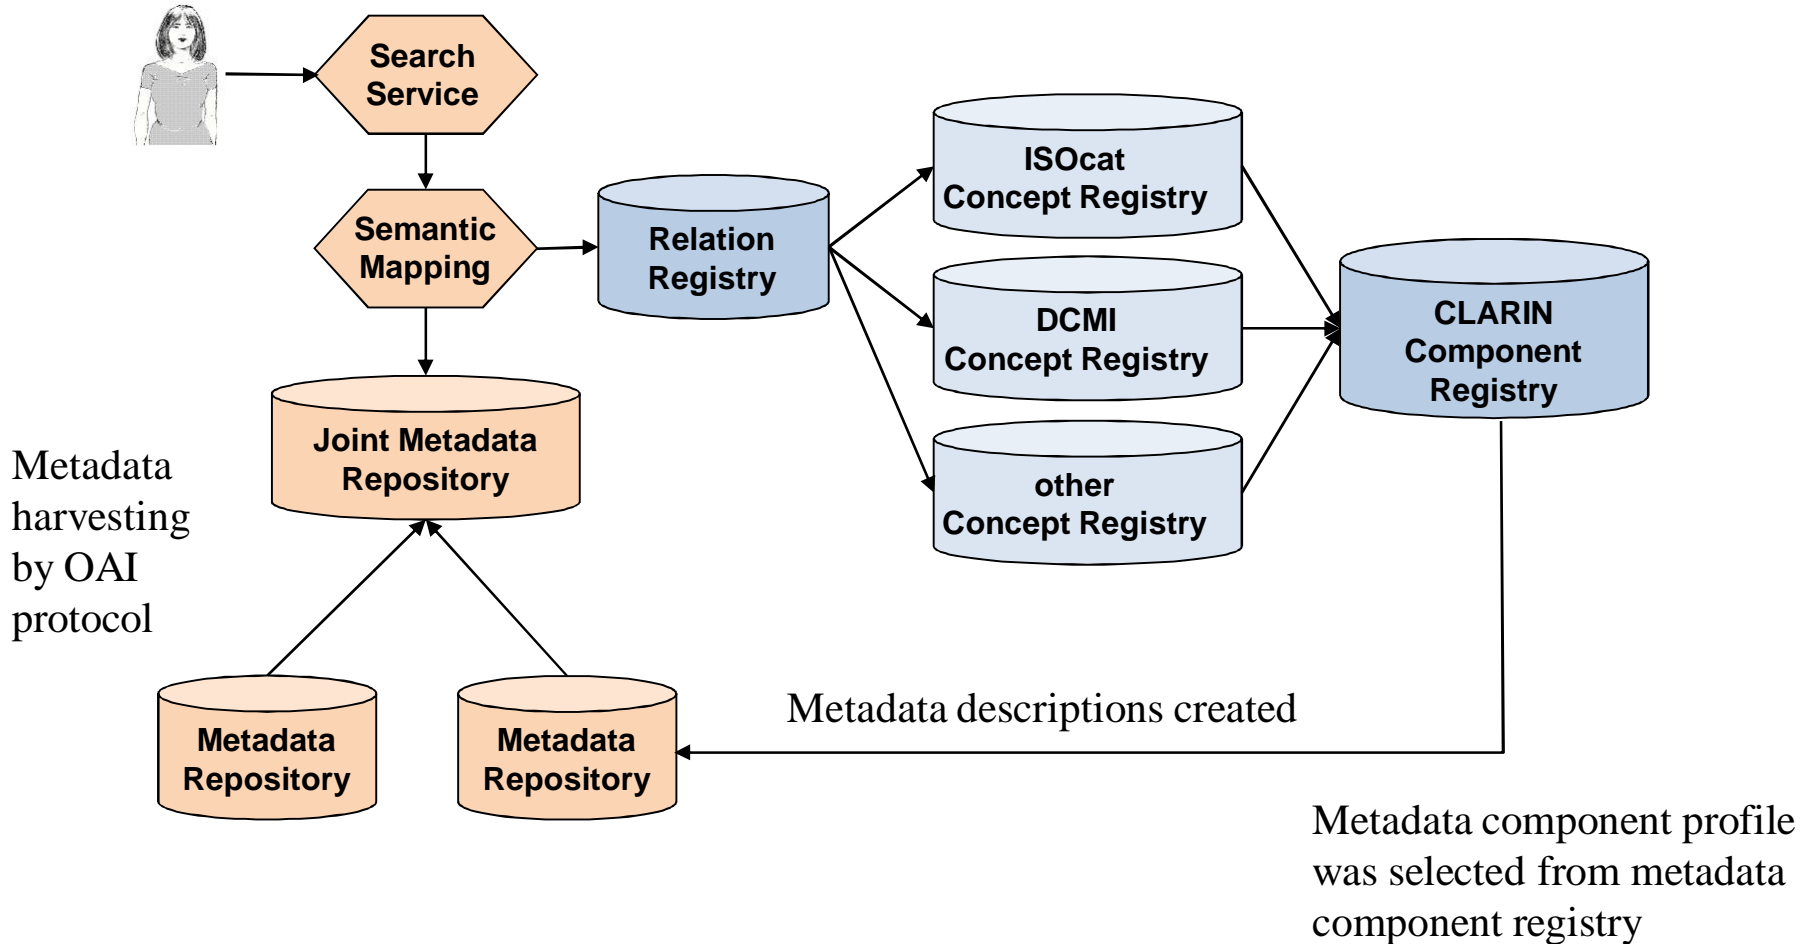 Search
Service
Semantic
Mapping
Relation
Registry
ISOcat
Concept Registry
DCMI
Concept Registry
other
Concept Registry
CLARIN
Component
Registry
Joint Metadata
Repository
Metadata
harvesting
by OAI
protocol
Metadata
Repository
Metadata
Repository
Metadata descriptions created
Metadata component profile
was selected from metadata
component registry